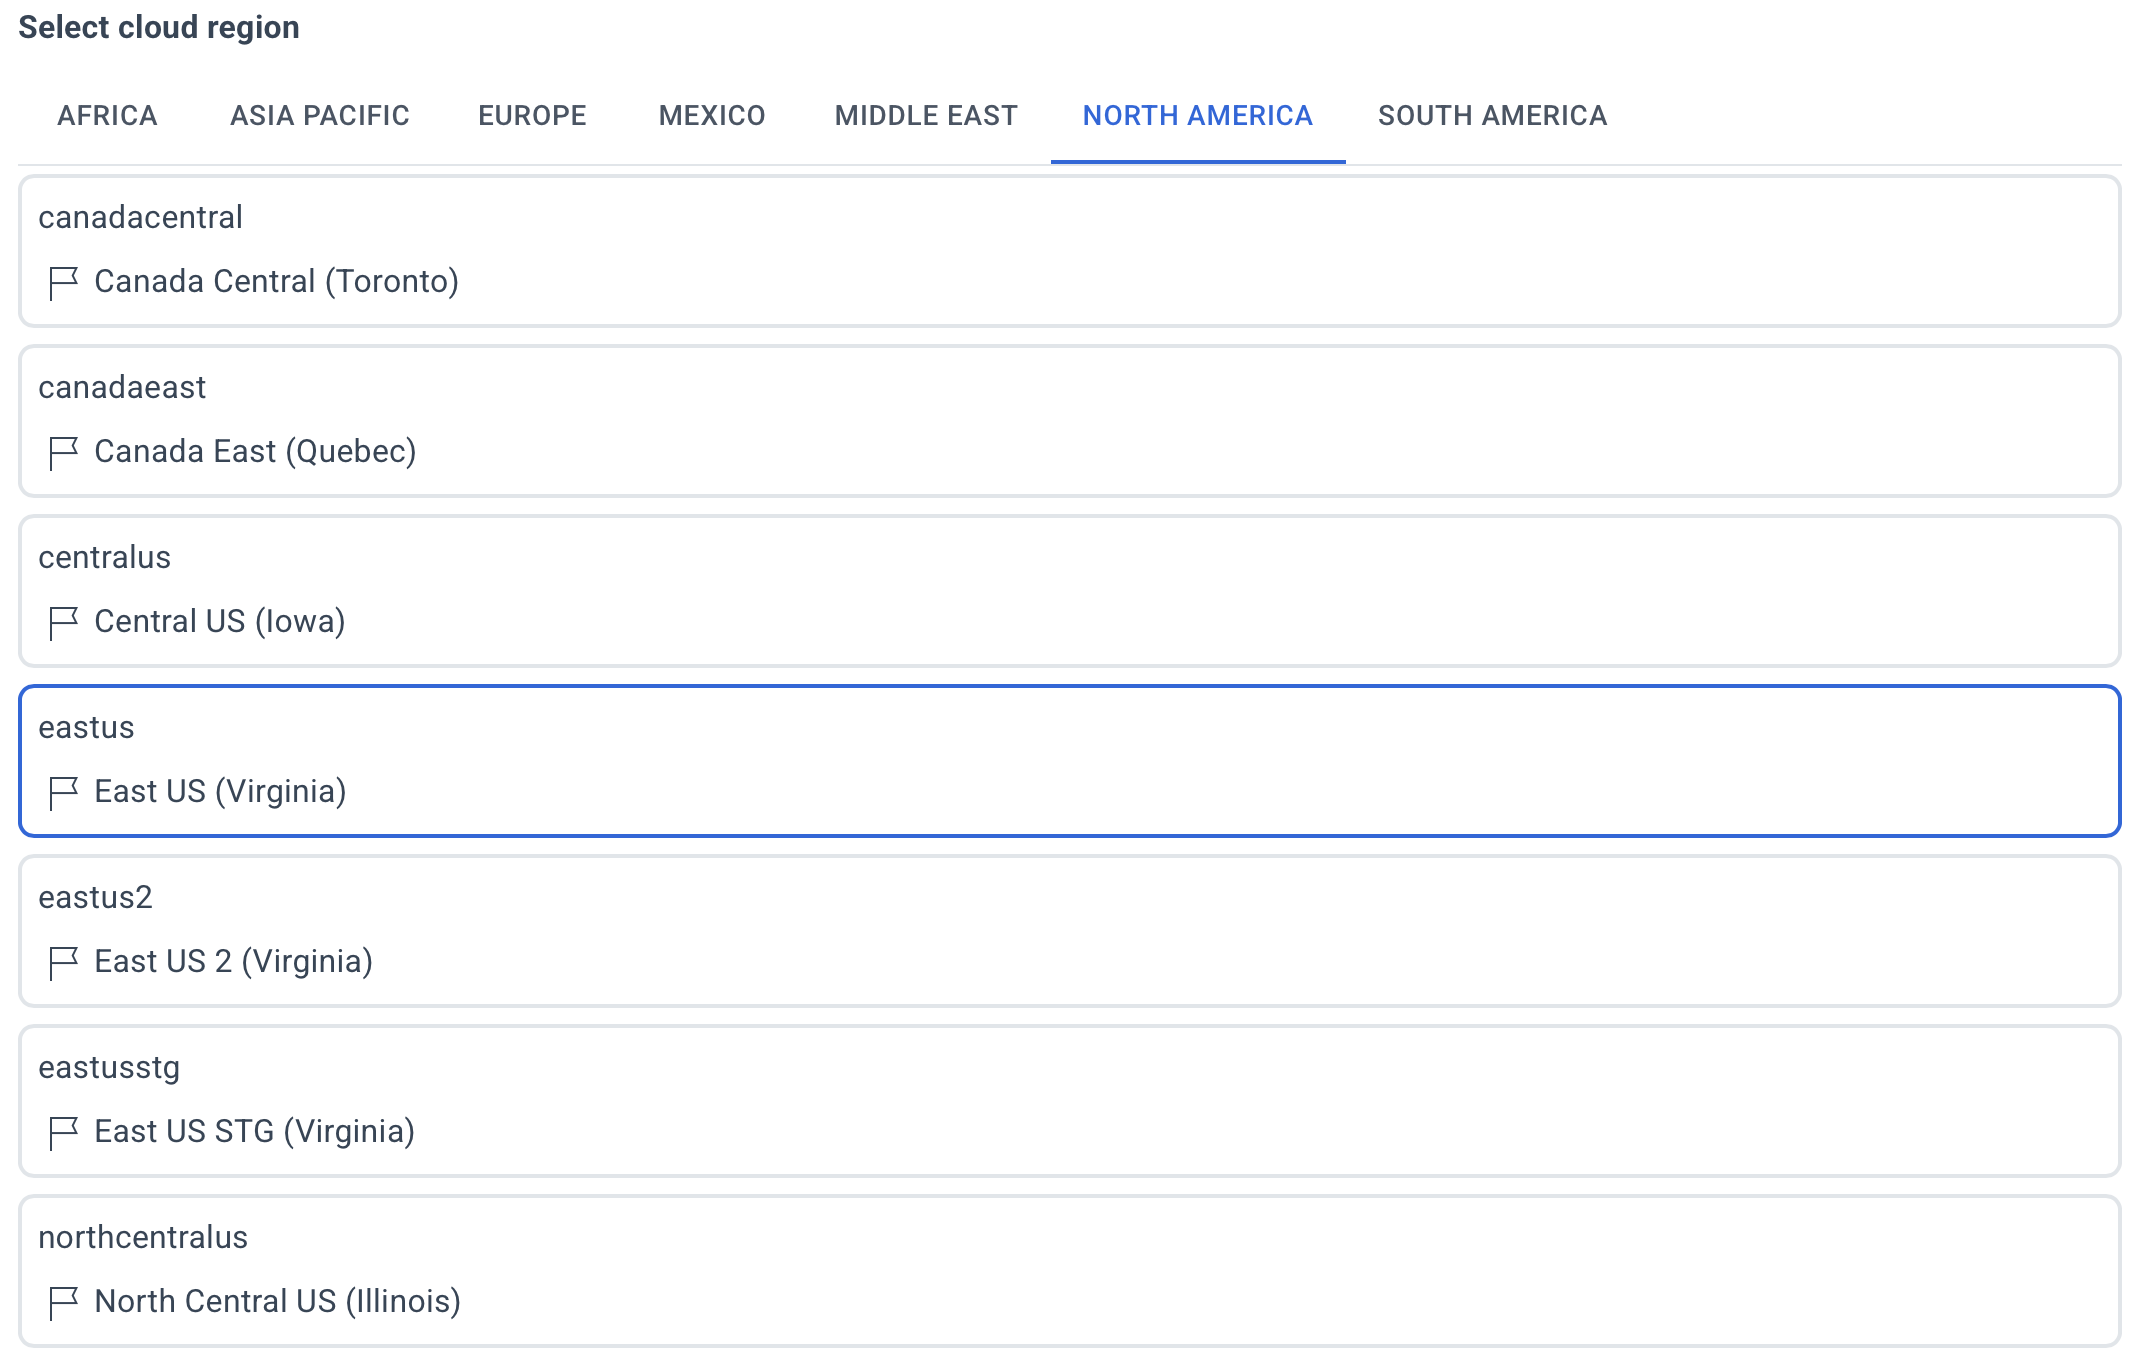 Select cloud region
AFRICA ASIA PACIFIC EUROPE MEXICO MIDDLE EAST NORTH AMERICA SOUTH AMERICA
canadacentral
Canada Central (Toronto)
canadaeast
Canada East (Quebec)
centralus
Central US (Iowa)
eastus
East US (Virginia)
eastus2
East US 2 (Virginia)
eastusstg
East US STG (Virginia)
northcentralus
North Central US (Illinois)